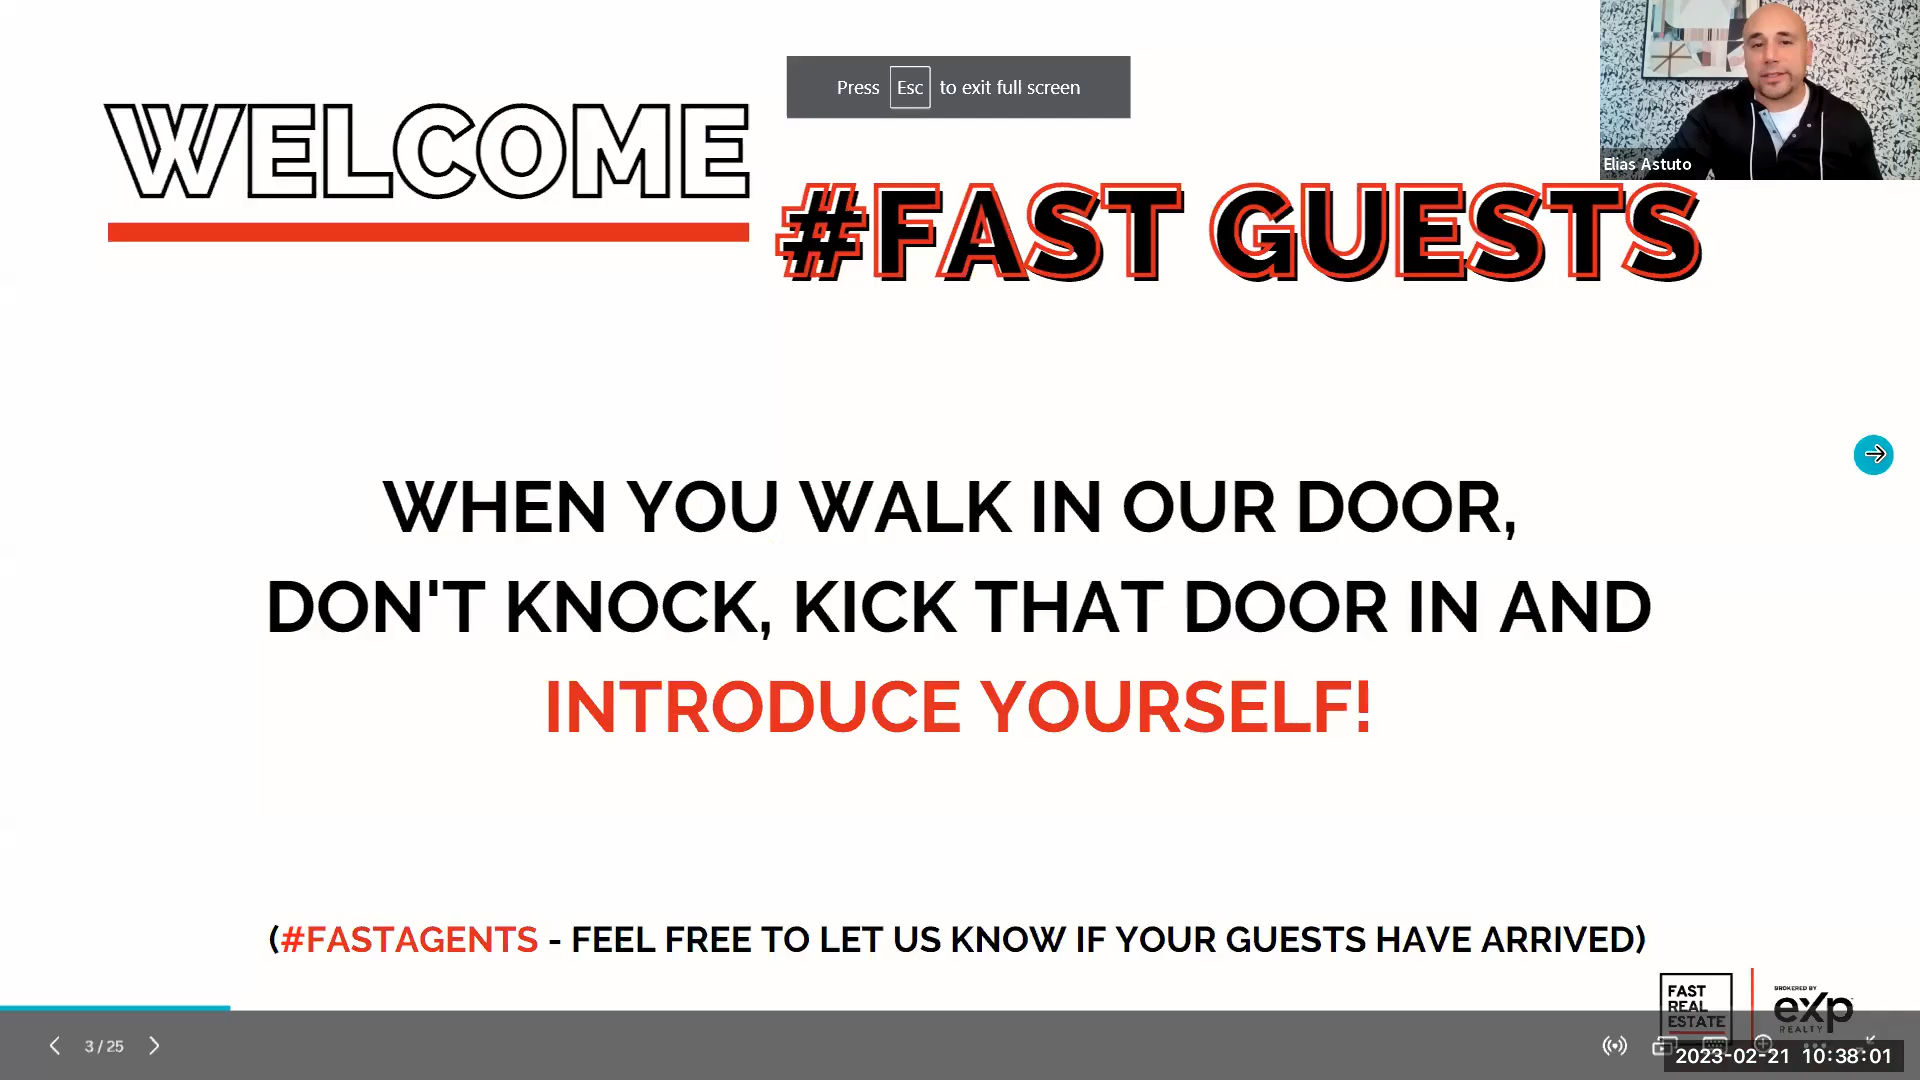 WELCOME
Press Esc to exit full screen
Elias Astuto
#FAST GUESTS
WHEN YOU WALK IN OUR DOOR,
DON'T KNOCK, KICK THAT DOOR IN AND
INTRODUCE YOURSELF!
(#FASTAGENTS - FEEL FREE TO LET US KNOW IF YOUR GUESTS HAVE ARRIVED)
FAST
REAL
ESTATE
BROKERED BY
eXp
REALTY
3 / 25
2023-02-21 10:38:01